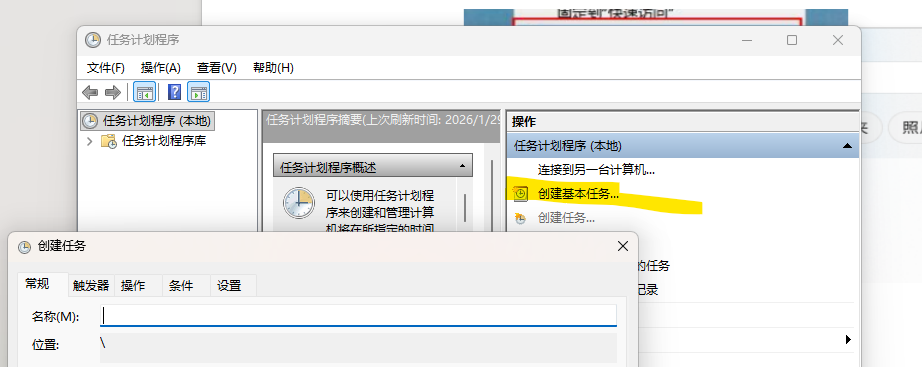 固定到"快速访问"
任务计划程序
文件(F) 操作(A) 查看(V) 帮助(H)
任务计划程序 (本地)
任务计划程序库
任务计划程序摘要(上次刷新时间: 2026/1/29
任务计划程序概述
可以使用任务计划程
序来创建和管理计算
机将在所指定的时间
操作
任务计划程序 (本地)
连接到另一台计算机...
创建基本任务...
创建任务...
的任务
记录
创建任务
常规 触发器 操作 条件 设置
名称(M):
位置: \